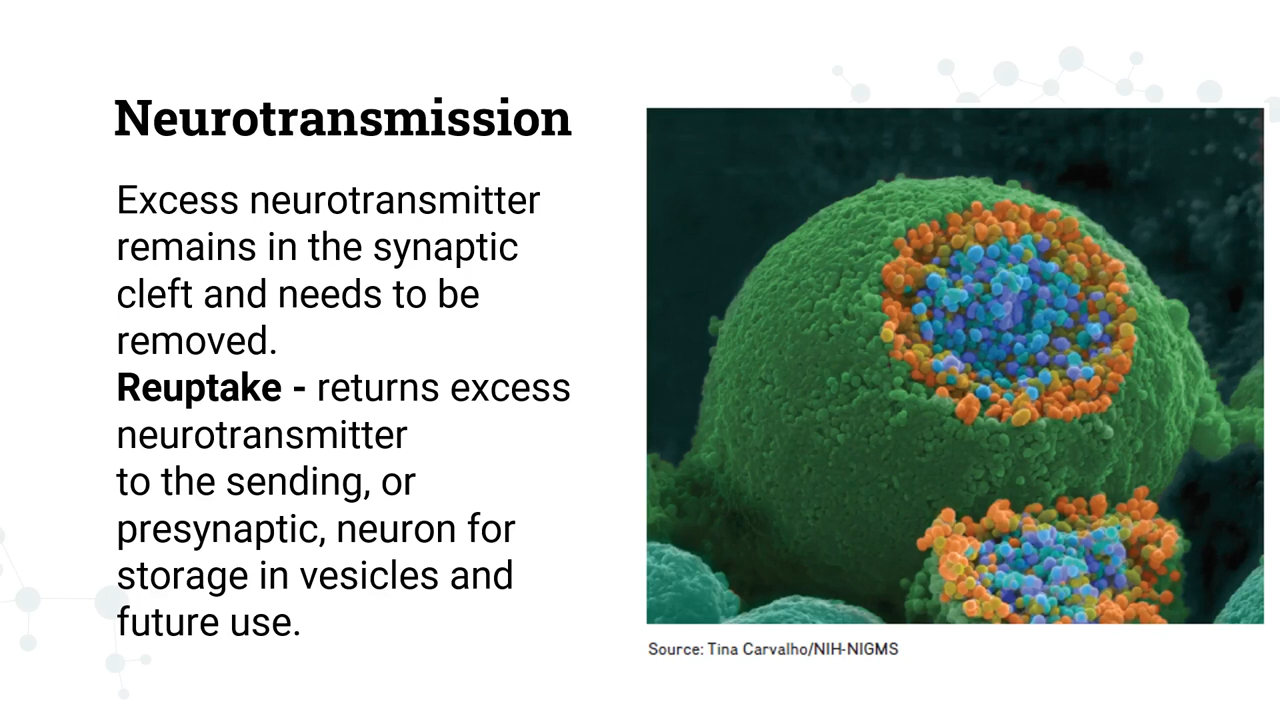 Neurotransmission
Excess neurotransmitter
remains in the synaptic
cleft and needs to be
removed.
Reuptake - returns excess
neurotransmitter
to the sending, or
presynaptic, neuron for
storage in vesicles and
future use.
Source: Tina Carvalho/NIH-NIGMS